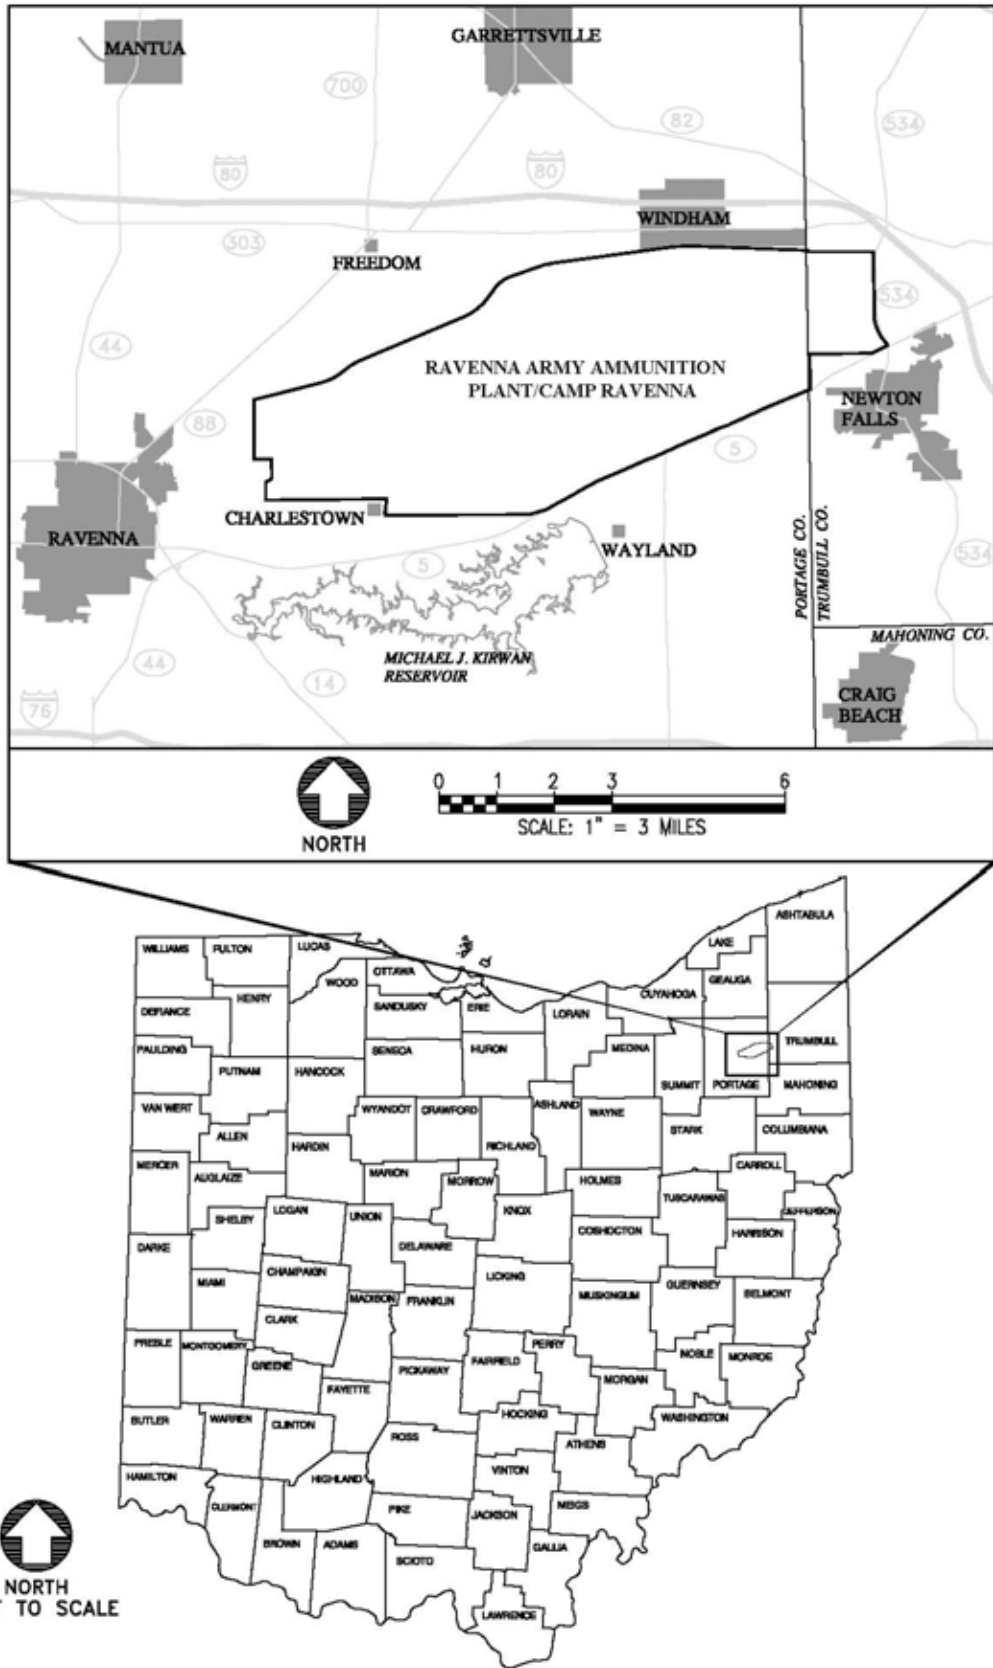 MANTUA
GARRETTSVILLE
700
82
534
80
80
WINDHAM
303
FREEDOM
534
44
RAVENNA ARMY AMMUNITION
PLANT/CAMP RAVENNA
NEWTON
FALLS
88
5
CHARLESTOWN
RAVENNA
WAYLAND
PORTAGE CO.
TRUMBULL CO.
5
534
MAHONING CO.
MICHAEL J. KIRWAN
RESERVOIR
44
14
76
CRAIG
BEACH
0 1 2 3 6
SCALE: 1" = 3 MILES
NORTH
ASHTABULA
LAKE
WILLIAMS
FULTON
LUCAS
GEAUGA
OTTAWA
WOOD
CUYAHOGA
HENRY
SANDUSKY
ERIE
DEFIANCE
LORAIN
TRUMBULL
PAULDING
SENECA
HURON
MEDINA
PUTNAM
HANCOCK
SUMMIT
PORTAGE
MAHONING
VAN WERT
WYANDOT
CRAWFORD
ASHLAND
WAYNE
ALLEN
STARK
COLUMBIANA
HARDIN
RICHLAND
MERCER
MARION
CARROLL
AUGLAIZE
MORROW
HOLMES
TUSCARAWAS
LOGAN
UNION
KNOX
JEFFERSON
SHELBY
COSHOCTON
HARRISON
DARKE
DELAWARE
CHAMPAIGN
LICKING
MIAMI
GUERNSEY
MUSKINGUM
BELMONT
MADISON
FRANKLIN
CLARK
PREBLE
MONTGOMERY
PERRY
NOBLE
MONROE
GREENE
FAIRFIELD
PICKAWAY
MORGAN
FAYETTE
HOCKING
WASHINGTON
BUTLER
WARREN
CLINTON
ROSS
ATHENS
HAMILTON
HIGHLAND
VINTON
CLERMONT
PIKE
JACKSON
MEIGS
BROWN
ADAMS
GALLIA
SCIOTO
LAWRENCE
NORTH
TO SCALE